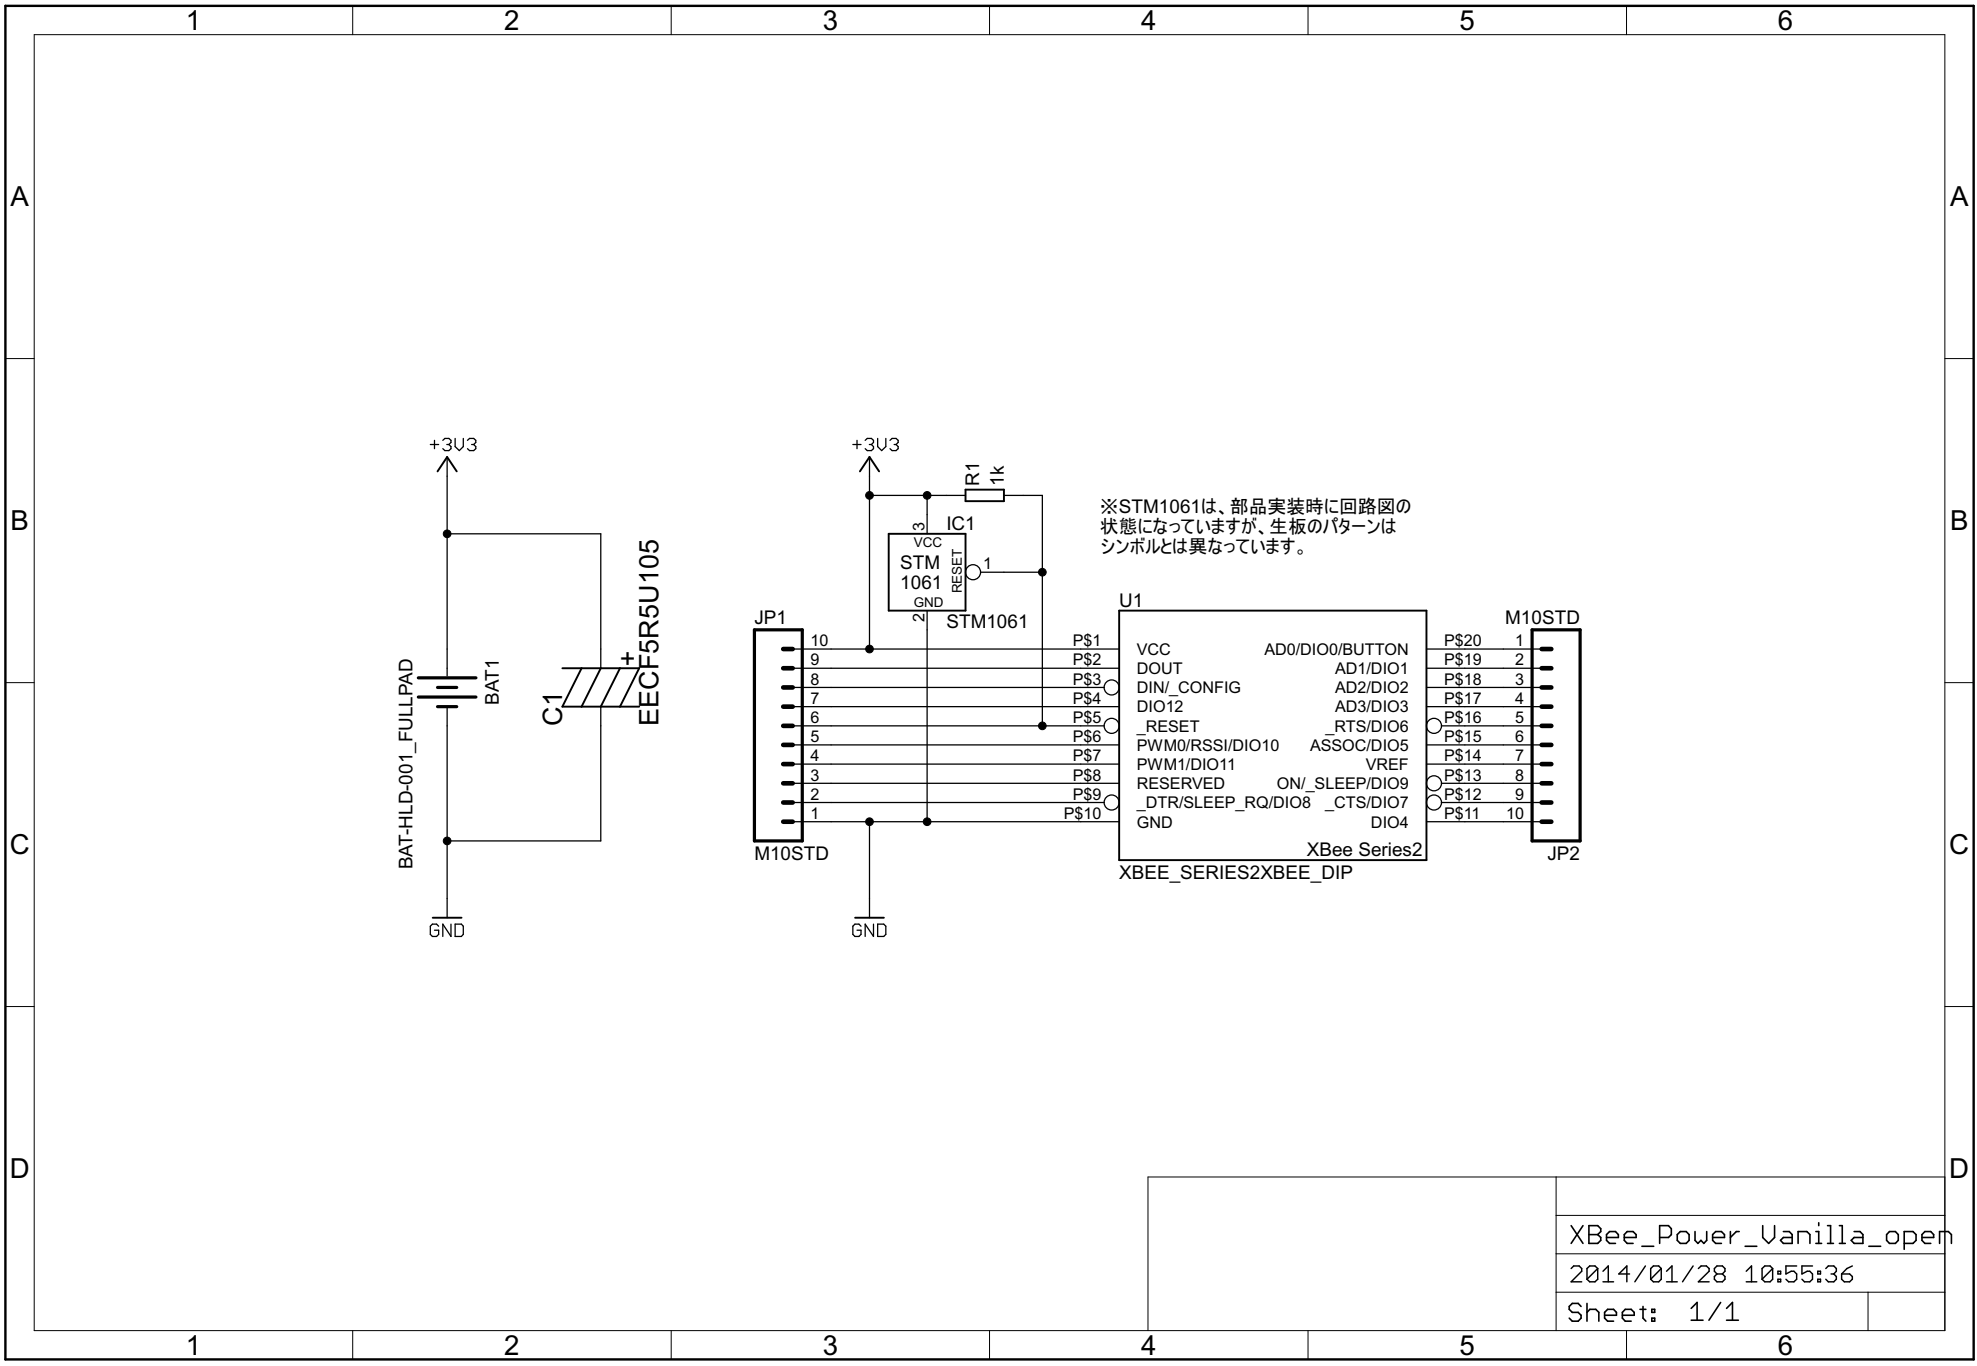 1 2 3 4 5 6
A A
B B
C C
D D
+3V3
BAT-HLD-001_FULLPAD
BAT1
C1
+
EECF5R5U105
GND
+3V3
R1
1k
IC1
3
VCC
STM
1061
RESET
1
GND
2
STM1061
※STM1061は、部品実装時に回路図の
状態になっていますが、生板のパターンは
シンボルとは異なっています。
JP1
10
9
8
7
6
5
4
3
2
1
M10STD
GND
U1
P$1 VCC AD0/DIO0/BUTTON P$20 1
P$2 DOUT AD1/DIO1 P$19 2
P$3 DIN/_CONFIG AD2/DIO2 P$18 3
P$4 DIO12 AD3/DIO3 P$17 4
P$5 _RESET _RTS/DIO6 P$16 5
P$6 PWM0/RSSI/DIO10 ASSOC/DIO5 P$15 6
P$7 PWM1/DIO11 VREF P$14 7
P$8 RESERVED ON/_SLEEP/DIO9 P$13 8
P$9 _DTR/SLEEP_RQ/DIO8 _CTS/DIO7 P$12 9
P$10 GND DIO4 P$11 10
XBee Series2
XBEE_SERIES2XBEE_DIP
M10STD
JP2
XBee_Power_Vanilla_open
2014/01/28 10:55:36
Sheet: 1/1
1 2 3 4 5 6